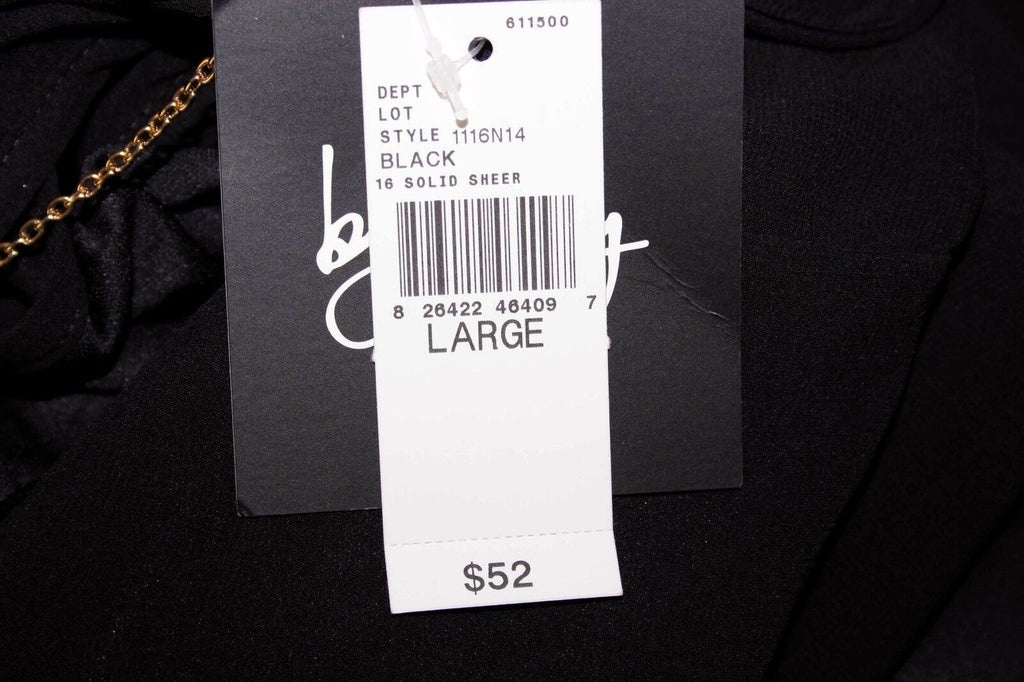 611500
DEPT
LOT
STYLE 1116N14
BLACK
16 SOLID SHEER
8 26422 46409 7
LARGE
$52